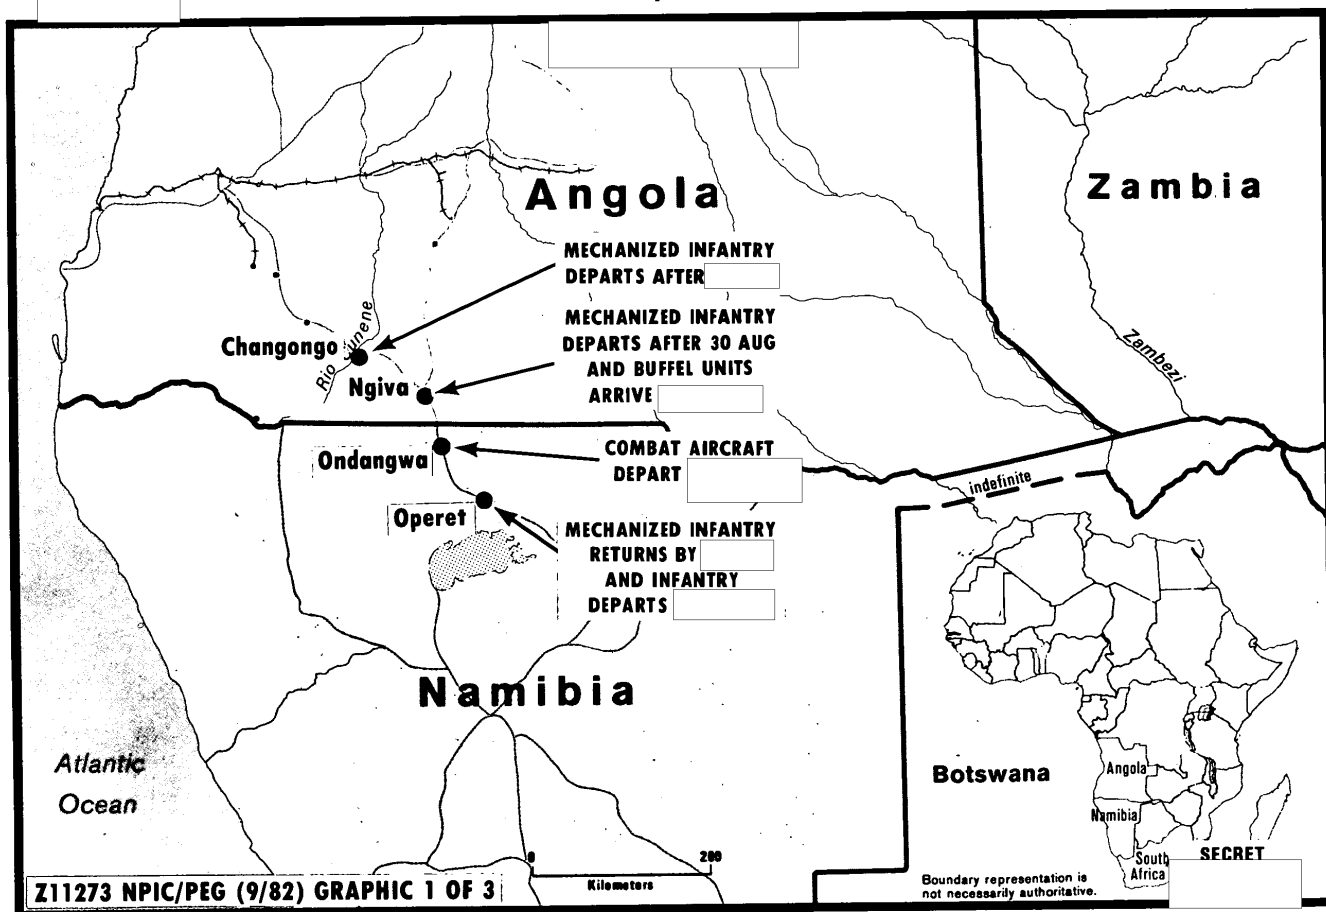 Angola
Zambia
MECHANIZED INFANTRY
DEPARTS AFTER
MECHANIZED INFANTRY
DEPARTS AFTER 30 AUG
AND BUFFEL UNITS
ARRIVE
Changongo
Rio unene
Ngiva
Zambezi
Ondangwa
COMBAT AIRCRAFT
DEPART
indefinite
Operet
MECHANIZED INFANTRY
RETURNS BY
AND INFANTRY
DEPARTS
Namibia
Atlantic
Ocean
Botswana
Angola
Namibia
South
Africa
SECRET
0 200
Kilometers
Boundary representation is
not necessarily authoritative.
Z11273 NPIC/PEG (9/82) GRAPHIC 1 OF 3